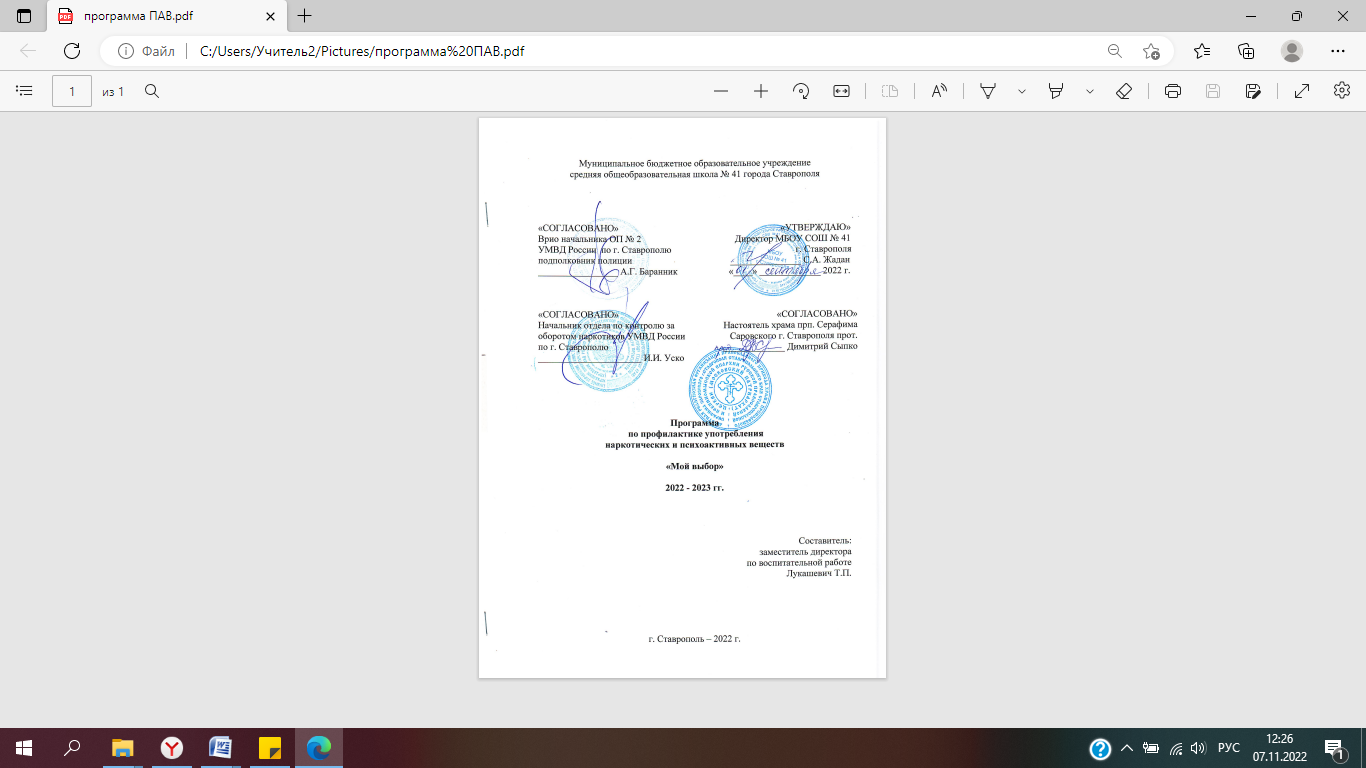 программа ПАВ.pdf
Файл
C:/Users/Учитель2/Pictures/программа%20ПАВ.pdf
1
из 1
Муниципальное бюджетное образовательное учреждение
средняя общеобразовательная школа № 41 города Ставрополя
«СОГЛАСОВАНО»
Врио начальника ОП № 2
УМВД России по г. Ставрополю
подполковник полиции
А.Г. Баранник
«УТВЕРЖДАЮ»
Директор МБОУ СОШ № 41
г. Ставрополя
С.А. Жадан
« » сентября 2022 г.
«СОГЛАСОВАНО»
Начальник отдела по контролю за
оборотом наркотиков УМВД России
по г. Ставрополю
И.И. Уско
«СОГЛАСОВАНО»
Настоятель храма прп. Серафима
Саровского г. Ставрополя прот.
Димитрий Сыпко
Программа
по профилактике употребления
наркотических и психоактивных веществ
«Мой выбор»
2022 - 2023 гг.
Составитель:
заместитель директора
по воспитательной работе
Лукашевич Т.П.
г. Ставрополь – 2022 г.
РУС
12:26
07.11.2022
1